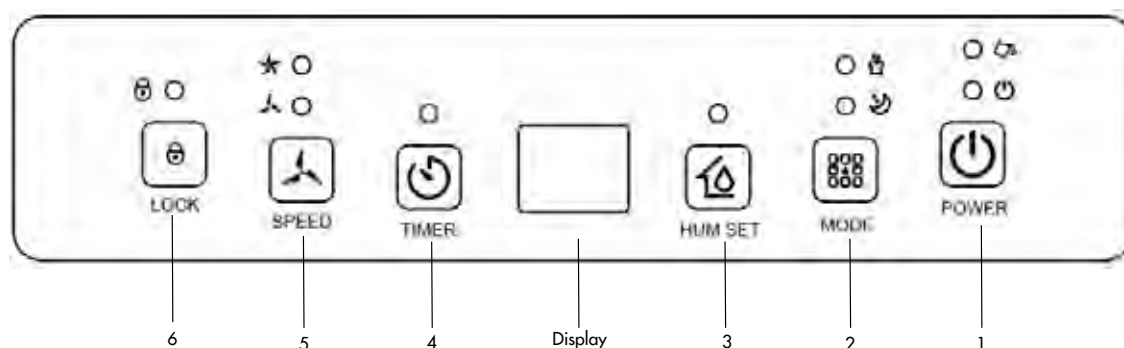 LOCK
SPEED
TIMER
HUM SET
MODE
POWER
6
5
4
Display
3
2
1